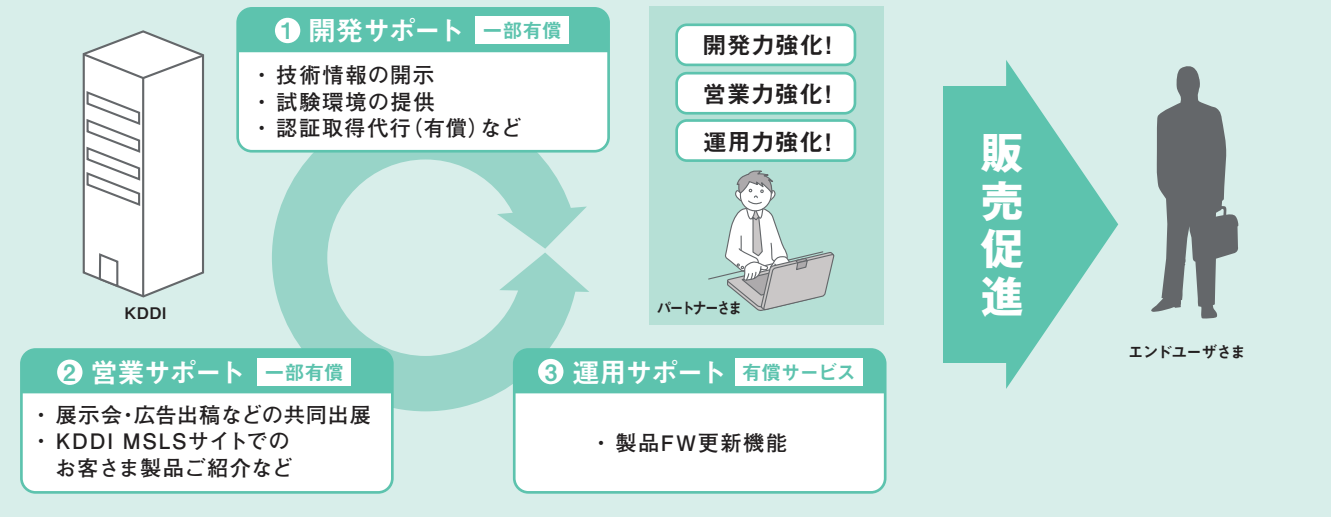 ❶ 開発サポート 一部有償
・ 技術情報の開示
・ 試験環境の提供
・ 認証取得代行(有償)など
KDDI
開発力強化!
営業力強化!
運用力強化!
パートナーさま
販売促進
エンドユーザさま
❷ 営業サポート 一部有償
・ 展示会・広告出稿などの共同出展
・ KDDI MSLSサイトでの
お客さま製品ご紹介など
❸ 運用サポート 有償サービス
・ 製品FW更新機能